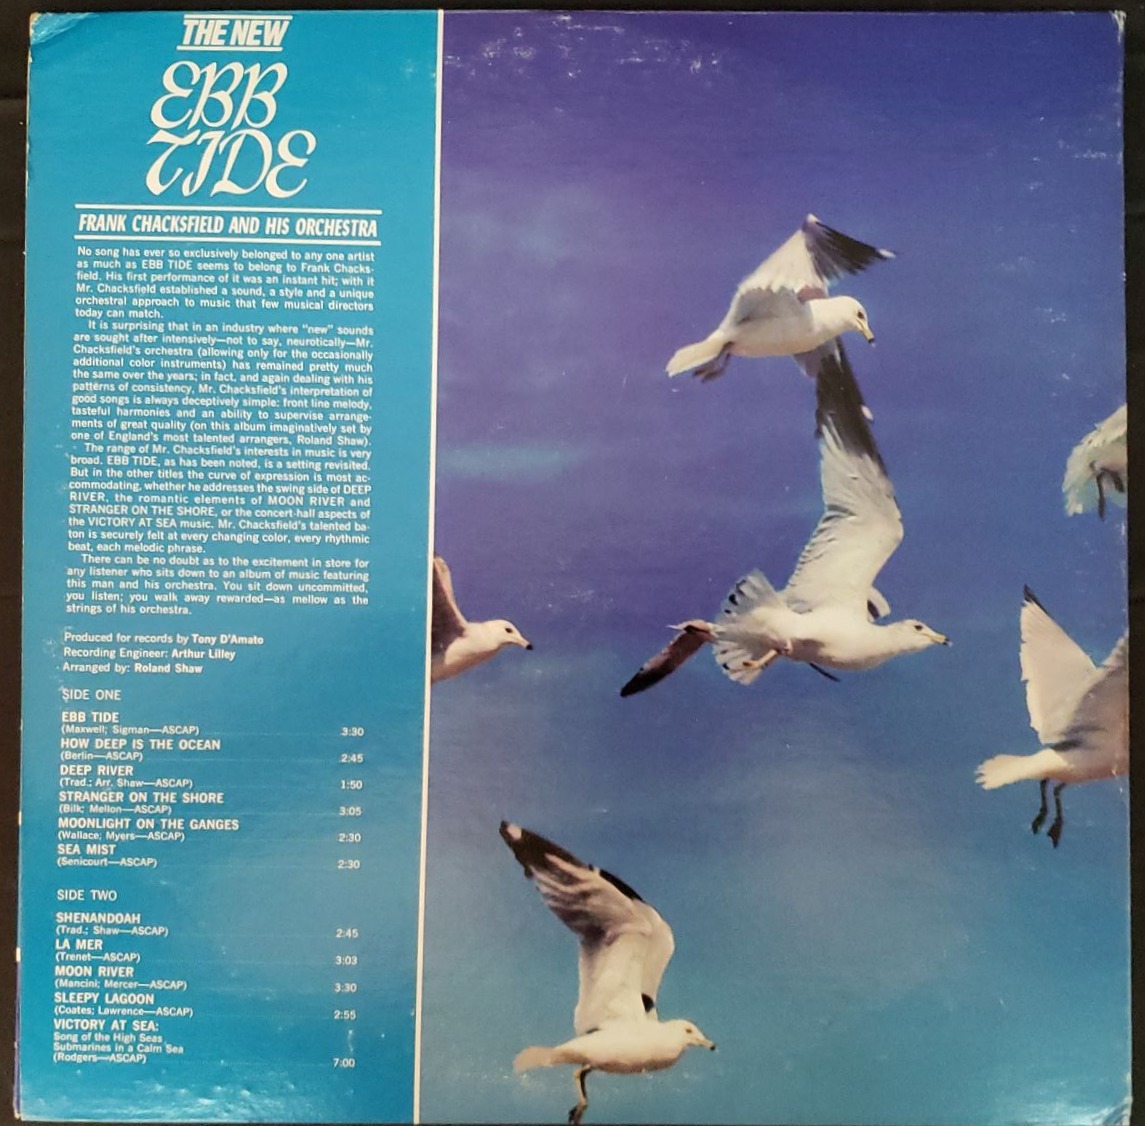 THE NEW
EBB
TIDE
FRANK CHACKSFIELD AND HIS ORCHESTRA
No song has ever so exclusively belonged to any one artist
as much as EBB TIDE seems to belong to Frank Chacks-
field. His first performance of it was an instant hit; with it
Mr. Chacksfield established a sound, a style and a unique
orchestral approach to music that few musical directors
today can match.
It is surprising that in an industry where "new" sounds
are sought after intensively—not to say, neurotically—Mr.
Chacksfield's orchestra (allowing only for the occasionally
additional color instruments) has remained pretty much
the same over the years; in fact, and again dealing with his
patterns of consistency, Mr. Chacksfield's interpretation of
good songs is always deceptively simple: front line melody,
tasteful harmonies and an ability to supervise arrange-
ments of great quality (on this album imaginatively set by
one of England's most talented arrangers, Roland Shaw).
The range of Mr. Chacksfield's interests in music is very
broad. EBB TIDE, as has been noted, is a setting revisited.
But in the other titles the curve of expression is most ac-
commodating, whether he addresses the swing side of DEEP
RIVER, the romantic elements of MOON RIVER and
STRANGER ON THE SHORE, or the concert-hall aspects of
the VICTORY AT SEA music. Mr. Chacksfield's talented ba-
ton is securely felt at every changing color, every rhythmic
beat, each melodic phrase.
There can be no doubt as to the excitement in store for
any listener who sits down to an album of music featuring
this man and his orchestra. You sit down uncommitted,
you listen; you walk away rewarded—as mellow as the
strings of his orchestra.
Produced for records by Tony D'Amato
Recording Engineer: Arthur Lilley
Arranged by: Roland Shaw
SIDE ONE
EBB TIDE
(Maxwell; Sigman—ASCAP) 3:30
HOW DEEP IS THE OCEAN
(Berlin—ASCAP) 2:45
DEEP RIVER
(Trad.; Arr. Shaw—ASCAP) 1:50
STRANGER ON THE SHORE
(Bilk; Mellon—ASCAP) 3:05
MOONLIGHT ON THE GANGES
(Wallace; Myers—ASCAP) 2:30
SEA MIST
(Senicourt—ASCAP) 2:30
SIDE TWO
SHENANDOAH
(Trad.; Shaw—ASCAP) 2:45
LA MER
(Trenet—ASCAP) 3:03
MOON RIVER
(Mancini; Mercer—ASCAP) 3:30
SLEEPY LAGOON
(Coates; Lawrence—ASCAP) 2:55
VICTORY AT SEA:
Song of the High Seas
Submarines in a Calm Sea
(Rodgers—ASCAP) 7:00